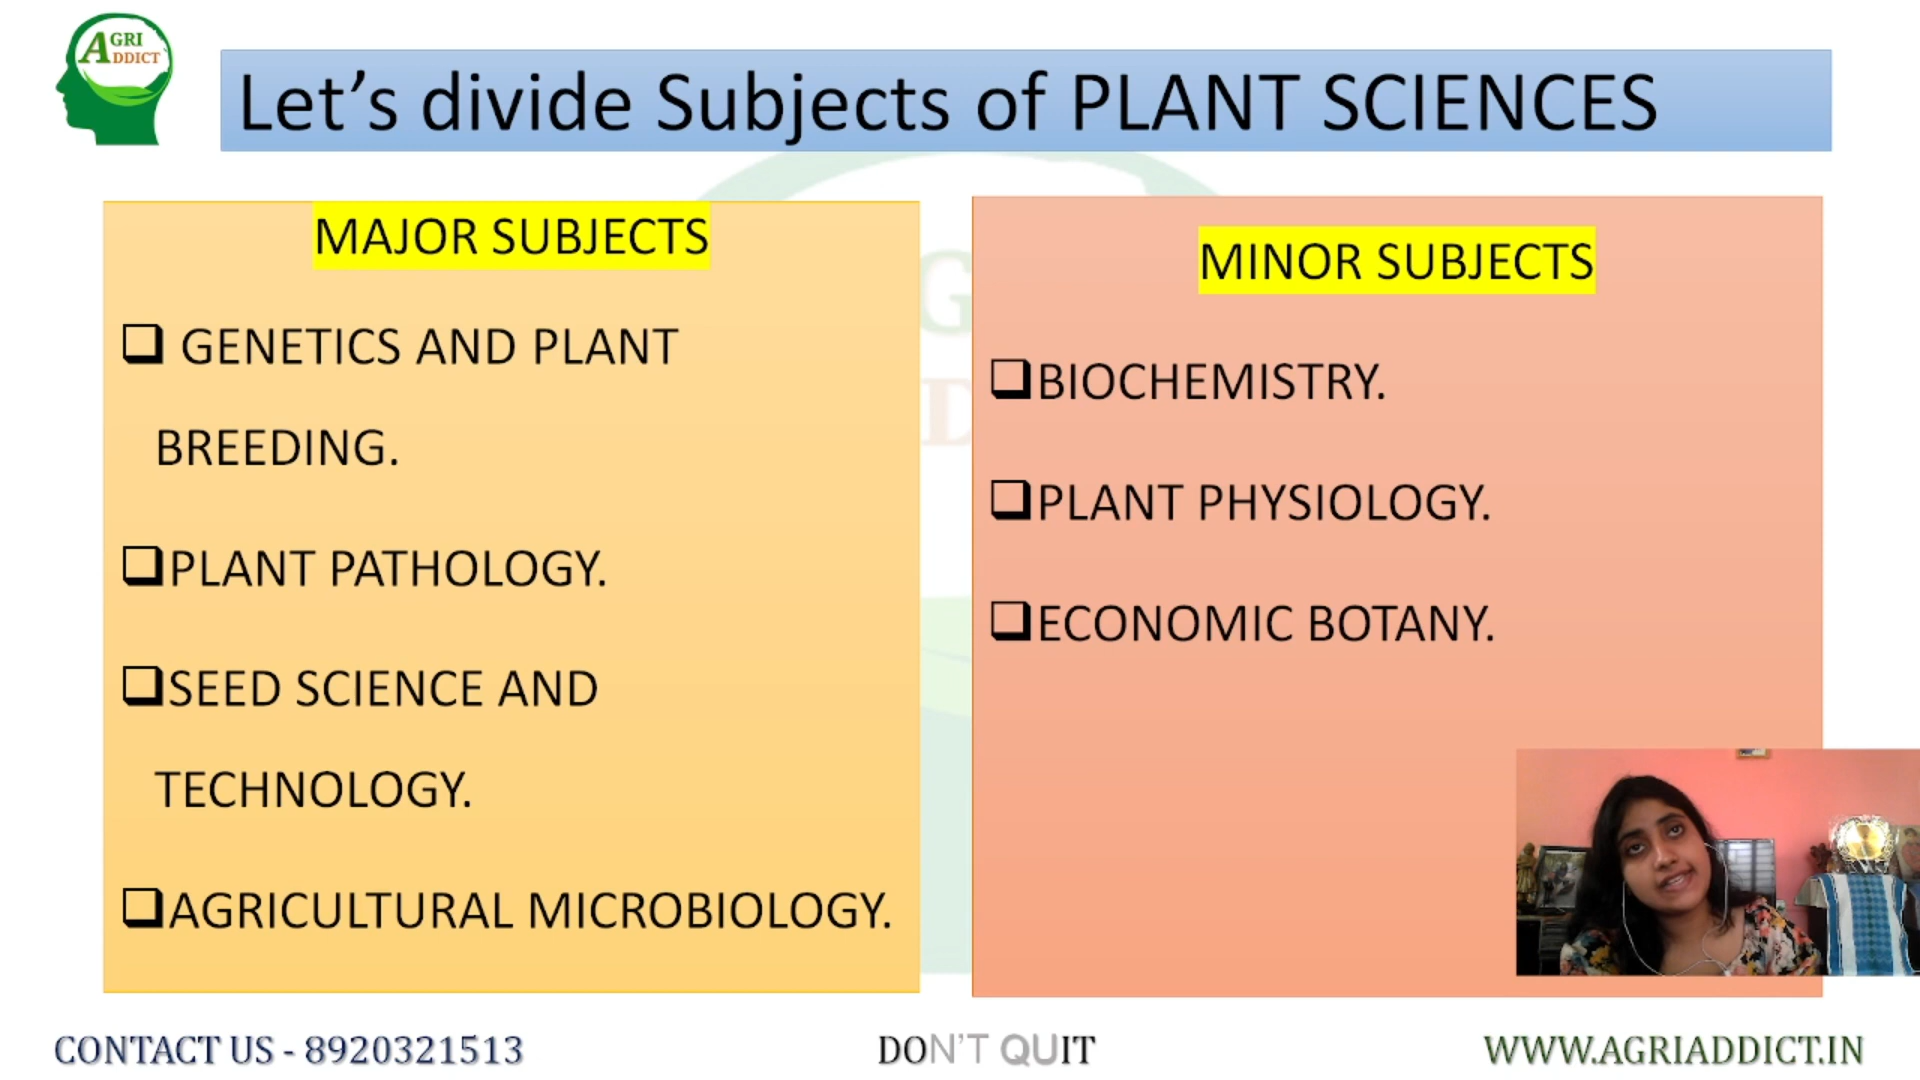 AGRI
ADDICT
Let’s divide Subjects of PLANT SCIENCES
MAJOR SUBJECTS
GENETICS AND PLANT
BREEDING.
PLANT PATHOLOGY.
SEED SCIENCE AND
TECHNOLOGY.
AGRICULTURAL MICROBIOLOGY.
MINOR SUBJECTS
BIOCHEMISTRY.
PLANT PHYSIOLOGY.
ECONOMIC BOTANY.
CONTACT US - 8920321513
DON’T QUIT
WWW.AGRIADDICT.IN